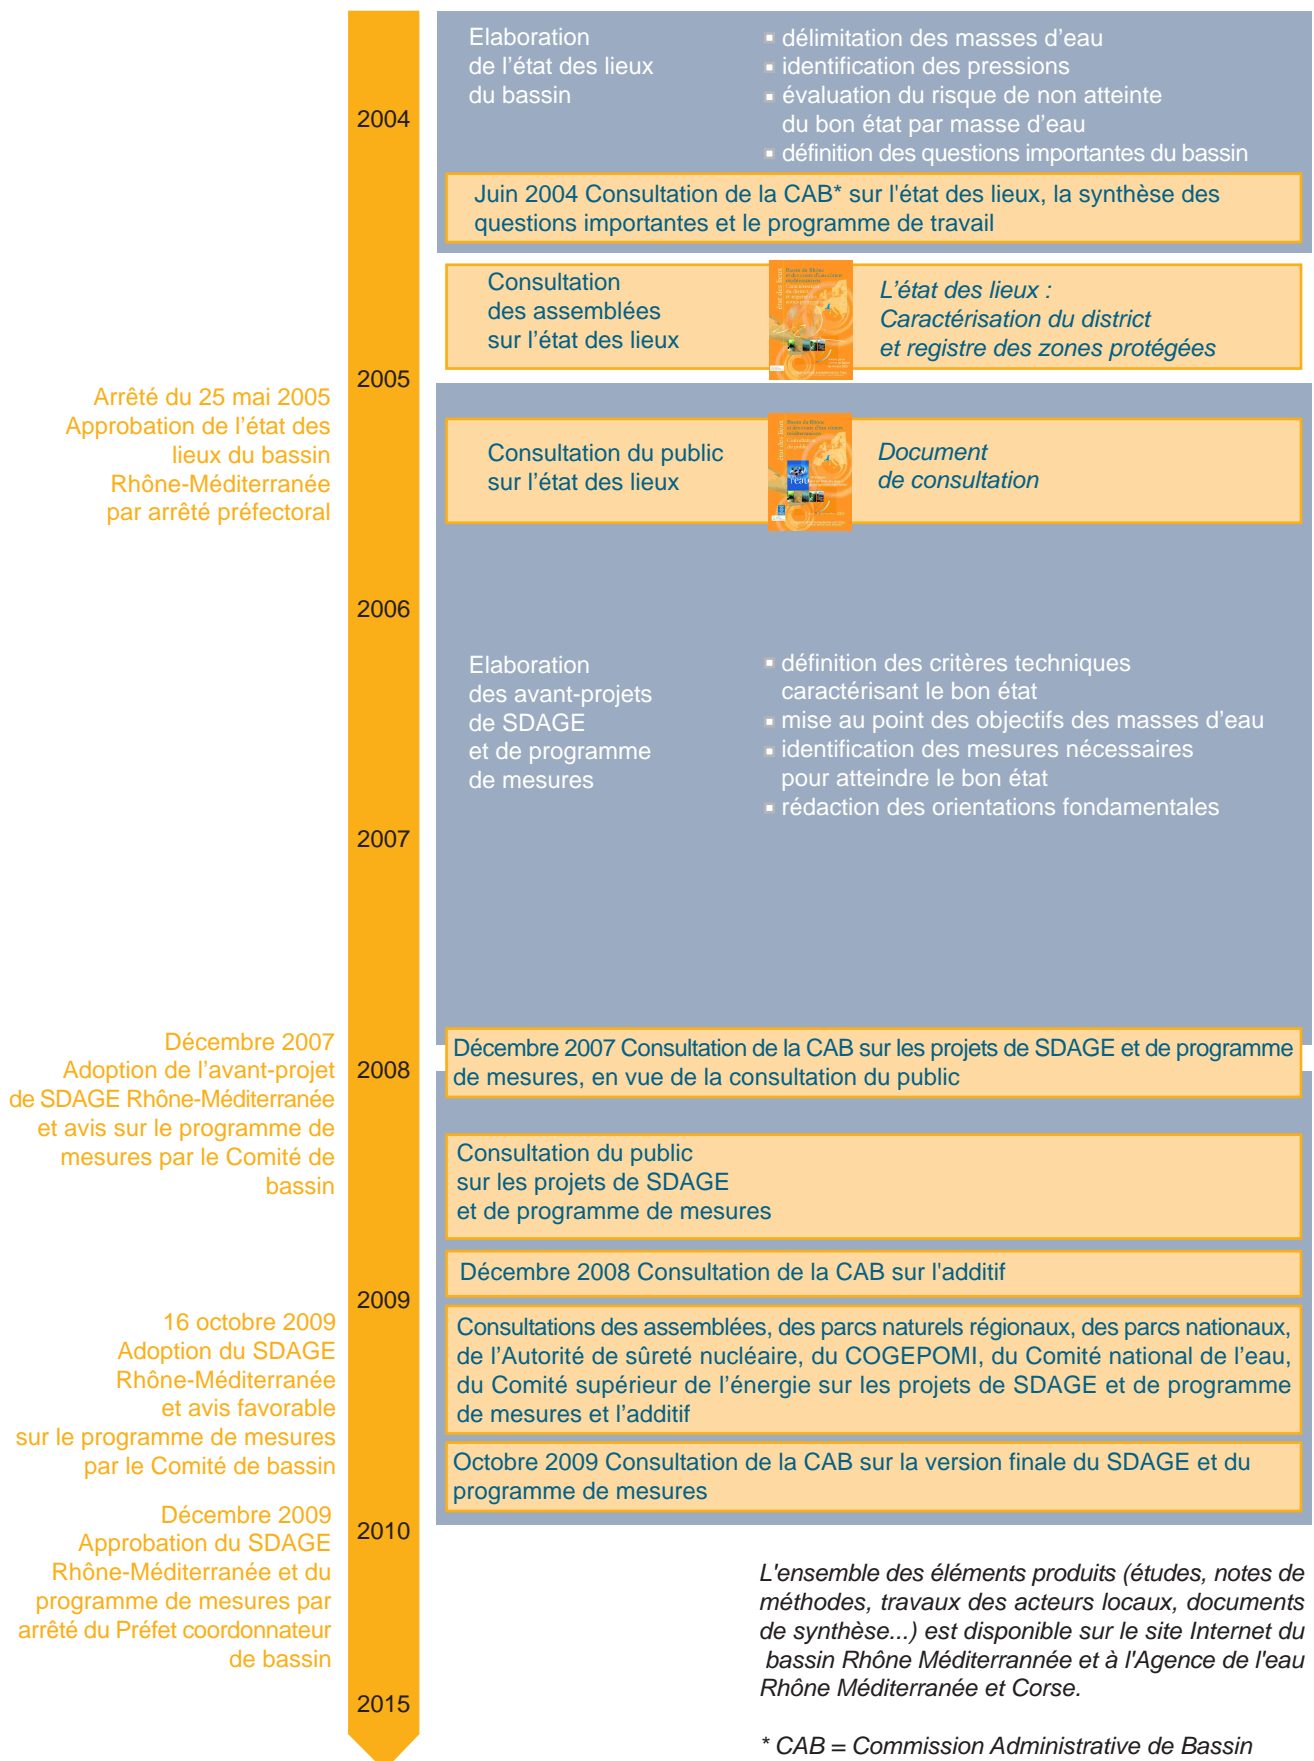 Elaboration
de l'état des lieux
du bassin
▪ délimitation des masses d'eau
▪ identification des pressions
▪ évaluation du risque de non atteinte
du bon état par masse d'eau
▪ définition des questions importantes du bassin
2004
Juin 2004 Consultation de la CAB* sur l'état des lieux, la synthèse des
questions importantes et le programme de travail
Consultation
des assemblées
sur l'état des lieux
L'état des lieux :
Caractérisation du district
et registre des zones protégées
2005
Arrêté du 25 mai 2005
Approbation de l'état des
lieux du bassin
Rhône-Méditerranée
par arrêté préfectoral
Consultation du public
sur l'état des lieux
Document
de consultation
2006
Elaboration
des avant-projets
de SDAGE
et de programme
de mesures
▪ définition des critères techniques
caractérisant le bon état
▪ mise au point des objectifs des masses d'eau
▪ identification des mesures nécessaires
pour atteindre le bon état
▪ rédaction des orientations fondamentales
2007
Décembre 2007
Adoption de l'avant-projet
de SDAGE Rhône-Méditerranée
et avis sur le programme de
mesures par le Comité de
bassin
2008
Décembre 2007 Consultation de la CAB sur les projets de SDAGE et de programme
de mesures, en vue de la consultation du public
Consultation du public
sur les projets de SDAGE
et de programme de mesures
Décembre 2008 Consultation de la CAB sur l'additif
2009
16 octobre 2009
Adoption du SDAGE
Rhône-Méditerranée
et avis favorable
sur le programme de mesures
par le Comité de bassin
Consultations des assemblées, des parcs naturels régionaux, des parcs nationaux,
de l'Autorité de sûreté nucléaire, du COGEPOMI, du Comité national de l'eau,
du Comité supérieur de l'énergie sur les projets de SDAGE et de programme
de mesures et l'additif
Octobre 2009 Consultation de la CAB sur la version finale du SDAGE et du
programme de mesures
Décembre 2009
Approbation du SDAGE
Rhône-Méditerranée et du
programme de mesures par
arrêté du Préfet coordonnateur
de bassin
2010
2015
L'ensemble des éléments produits (études, notes de
méthodes, travaux des acteurs locaux, documents
de synthèse...) est disponible sur le site Internet du
bassin Rhône Méditerrannée et à l'Agence de l'eau
Rhône Méditerranée et Corse.
* CAB = Commission Administrative de Bassin